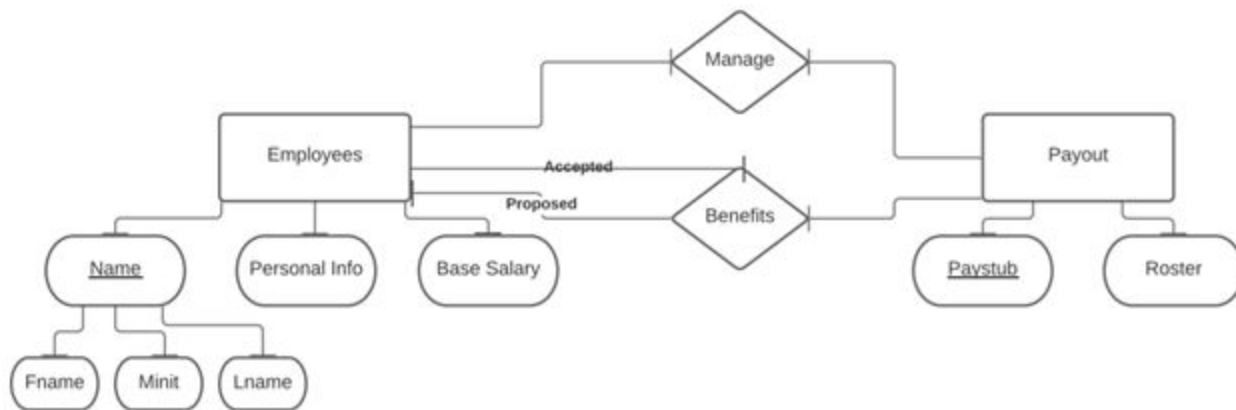 Manage
Employees
Payout
Accepted
Proposed
Benefits
Name
Personal Info
Base Salary
Paystub
Roster
Fname
Minit
Lname